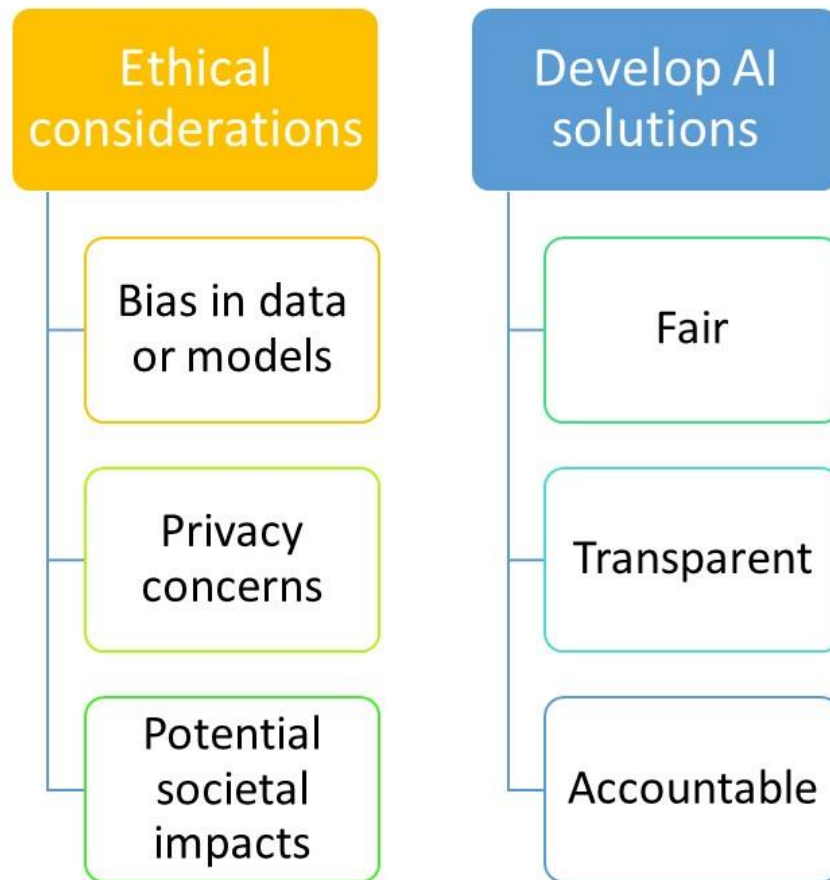 Ethical
considerations
Bias in data
or models
Privacy
concerns
Potential
societal
impacts
Develop AI
solutions
Fair
Transparent
Accountable